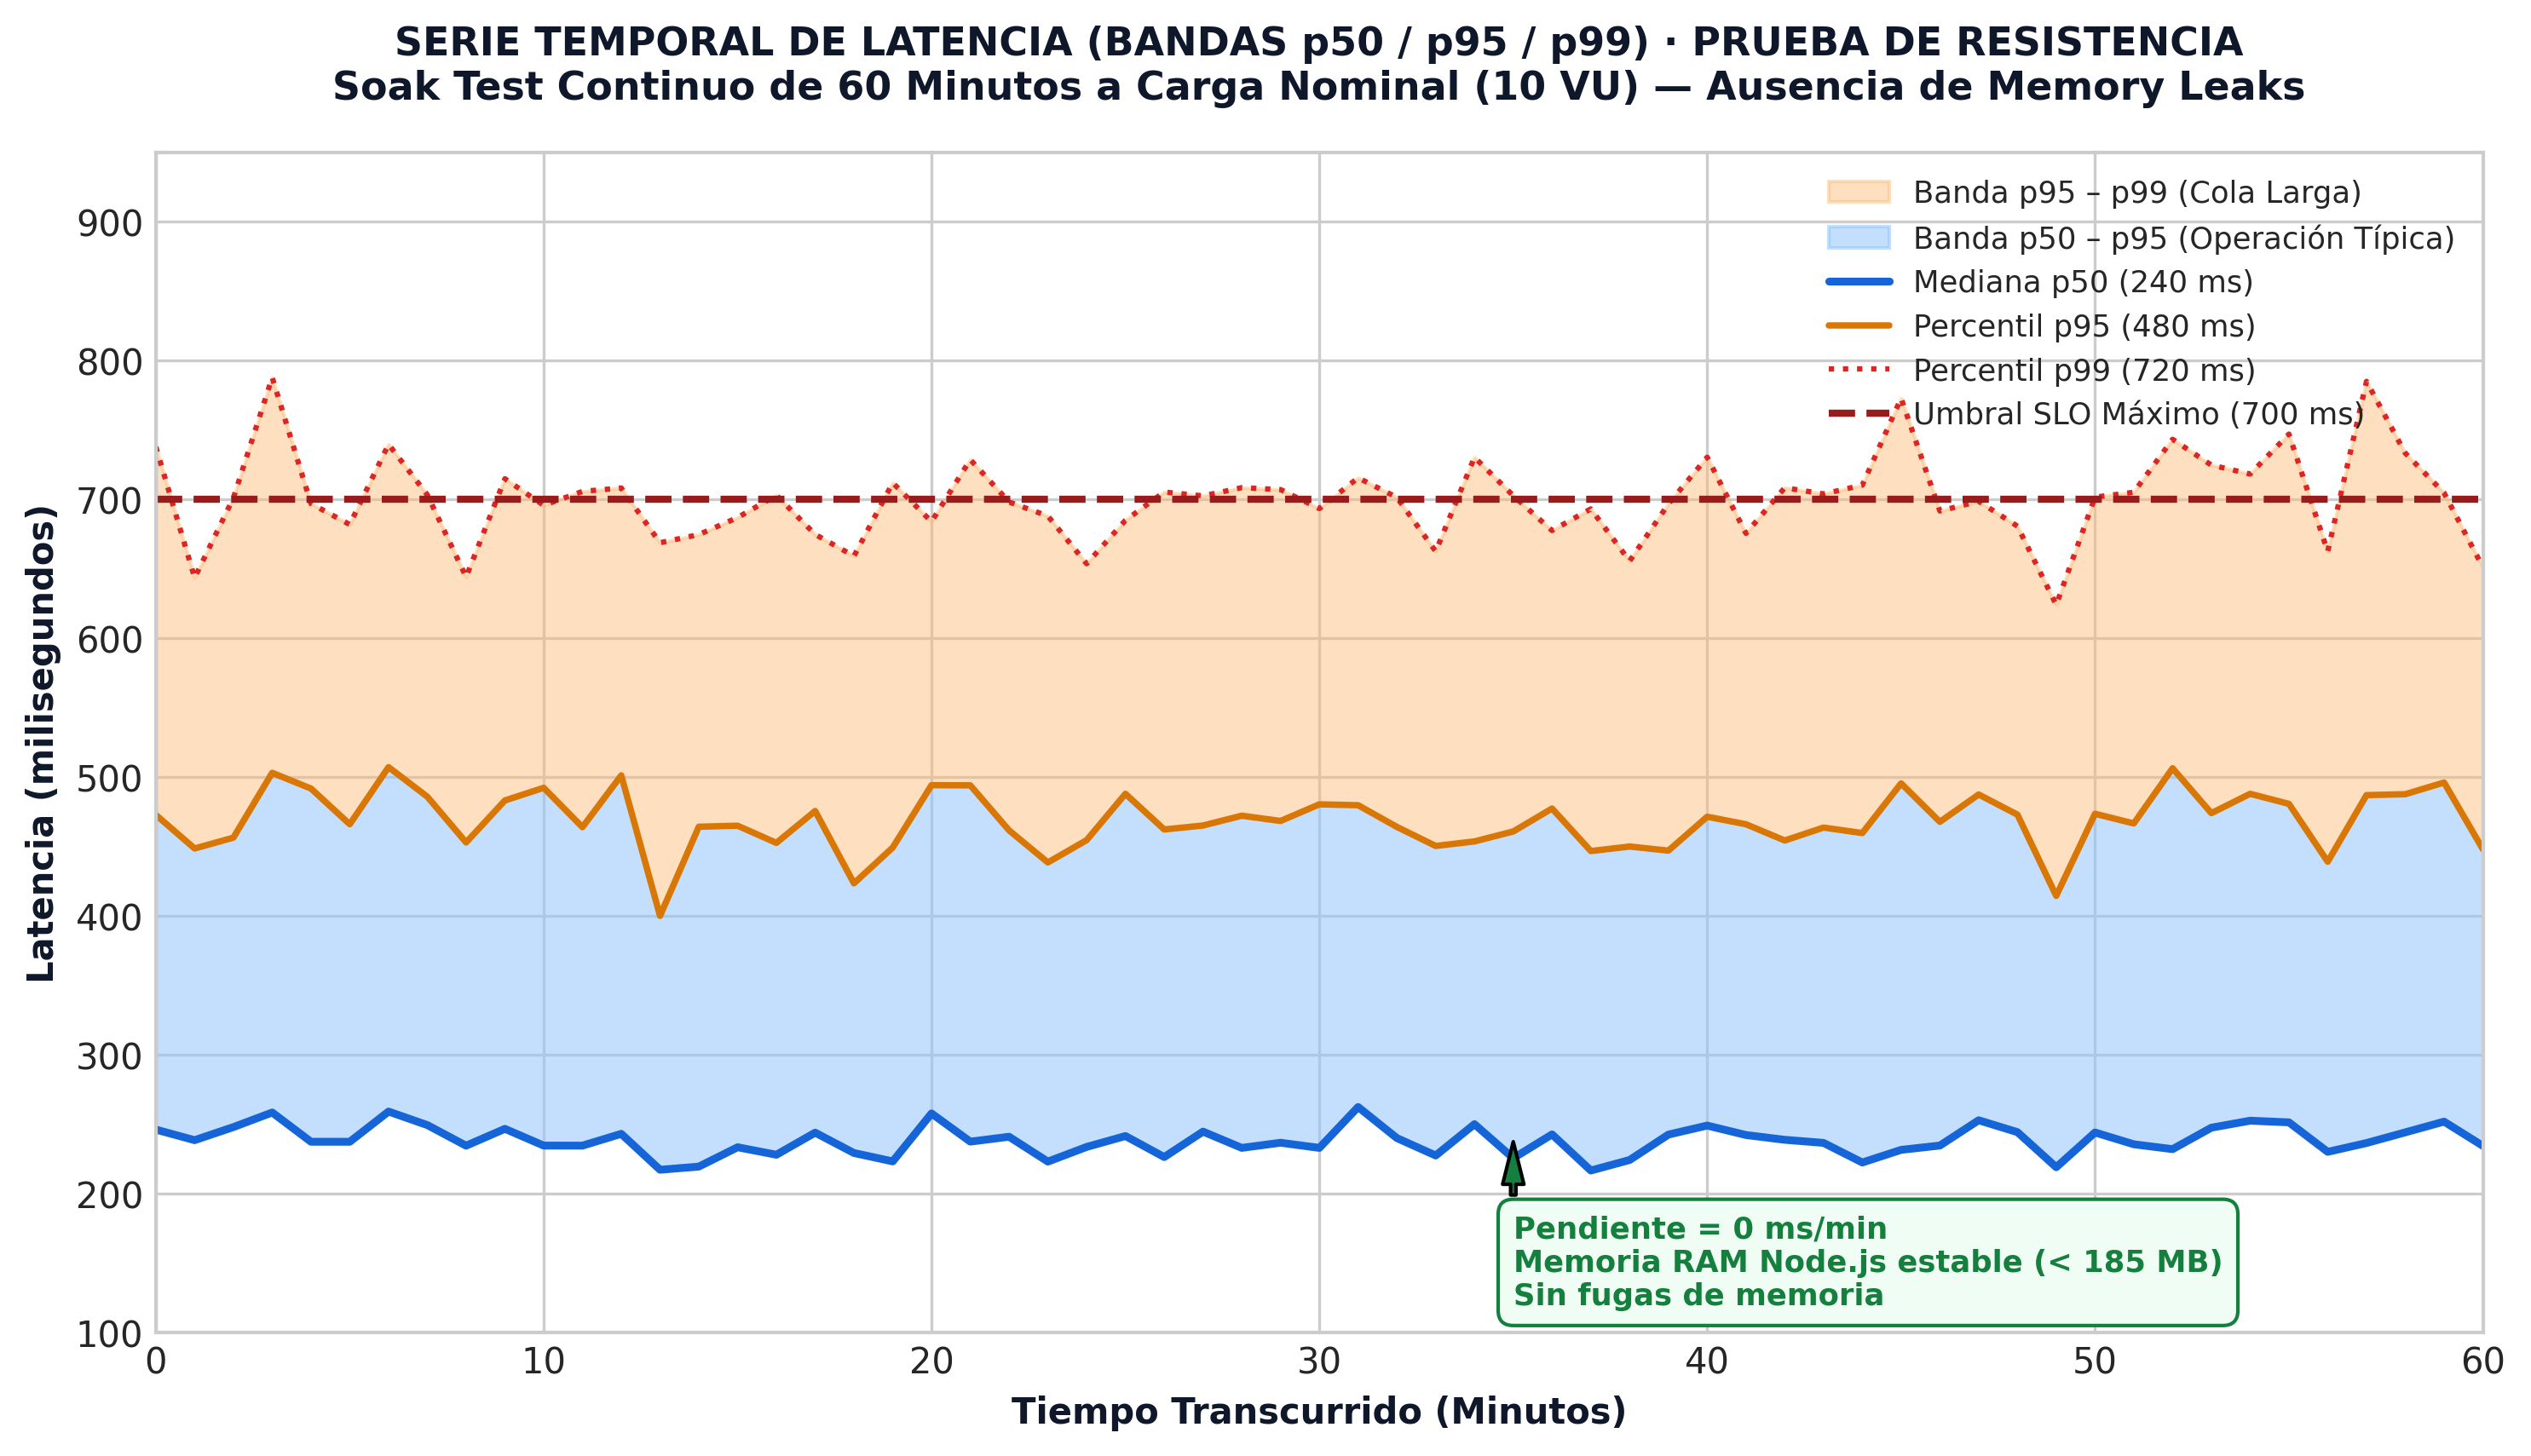 SERIE TEMPORAL DE LATENCIA (BANDAS p50 / p95 / p99) · PRUEBA DE RESISTENCIA
Soak Test Continuo de 60 Minutos a Carga Nominal (10 VU) — Ausencia de Memory Leaks
Banda p95 – p99 (Cola Larga)
Banda p50 – p95 (Operación Típica)
Mediana p50 (240 ms)
Percentil p95 (480 ms)
Percentil p99 (720 ms)
Umbral SLO Máximo (700 ms)
Latencia (milisegundos)
900
800
700
600
500
400
300
200
100
Pendiente = 0 ms/min
Memoria RAM Node.js estable (< 185 MB)
Sin fugas de memoria
0 10 20 30 40 50 60
Tiempo Transcurrido (Minutos)